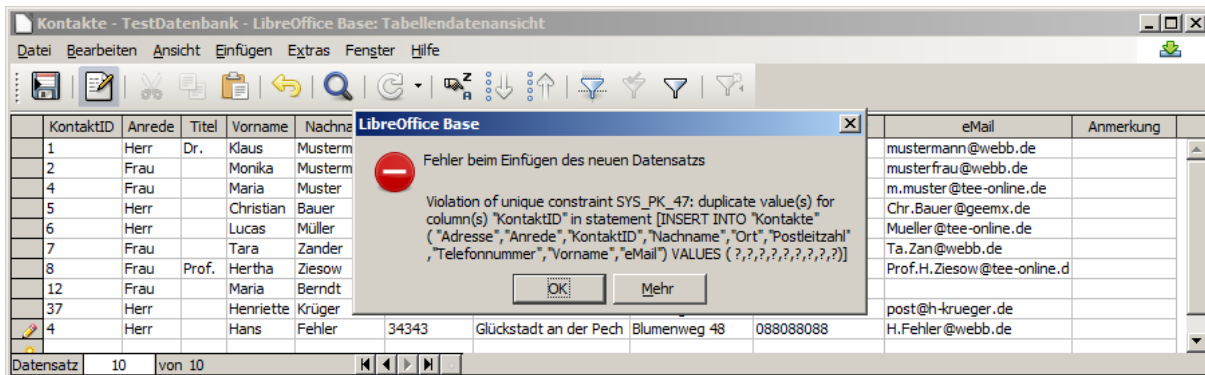 Kontakte - TestDatenbank - LibreOffice Base: Tabellendatenansicht
Datei Bearbeiten Ansicht Einfügen Extras Fenster Hilfe
KontaktID Anrede Titel Vorname Nachna eMail Anmerkung
1 Herr Dr. Klaus Musterm mustermann@webb.de
2 Frau Monika Musterm musterfrau@webb.de
4 Frau Maria Muster m.muster@tee-online.de
5 Herr Christian Bauer Chr.Bauer@geemx.de
6 Herr Lucas Müller Mueller@tee-online.de
7 Frau Tara Zander Ta.Zan@webb.de
8 Frau Prof. Hertha Ziesow Prof.H.Ziesow@tee-online.d
12 Frau Maria Berndt
37 Herr Henriette Krüger post@h-krueger.de
4 Herr Hans Fehler 34343 Glückstadt an der Pech Blumenweg 48 088088088 H.Fehler@webb.de
Datensatz 10 von 10
LibreOffice Base
Fehler beim Einfügen des neuen Datensatzs
Violation of unique constraint SYS_PK_47: duplicate value(s) for
column(s) "KontaktID" in statement [INSERT INTO "Kontakte"
( "Adresse","Anrede","KontaktID","Nachname","Ort","Postleitzahl"
,"Telefonnummer","Vorname","eMail") VALUES ( ?,?,?,?,?,?,?,?,?)]
OK Mehr